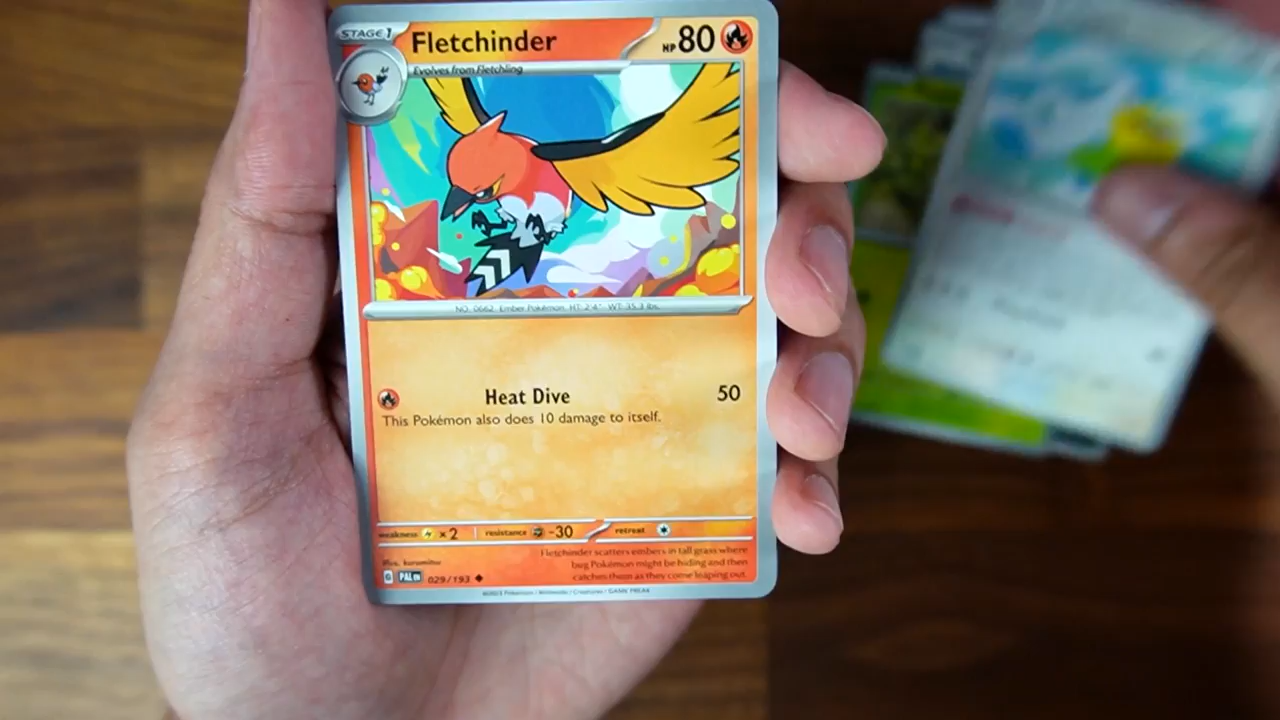 STAGE 1
Fletchinder
HP 80
Evolves from Fletchling
NO. 0662 Ember Pokémon HT: 2'4" WT: 35.3 lbs.
Heat Dive 50
This Pokémon also does 10 damage to itself.
weakness ×2 resistance -30 retreat
Illus. kurumitsu
Fletchinder scatters embers in tall grass where
bug Pokémon might be hiding and then
catches them as they come leaping out.
G PAL EN 029/193
©2023 Pokémon / Nintendo / Creatures / GAME FREAK